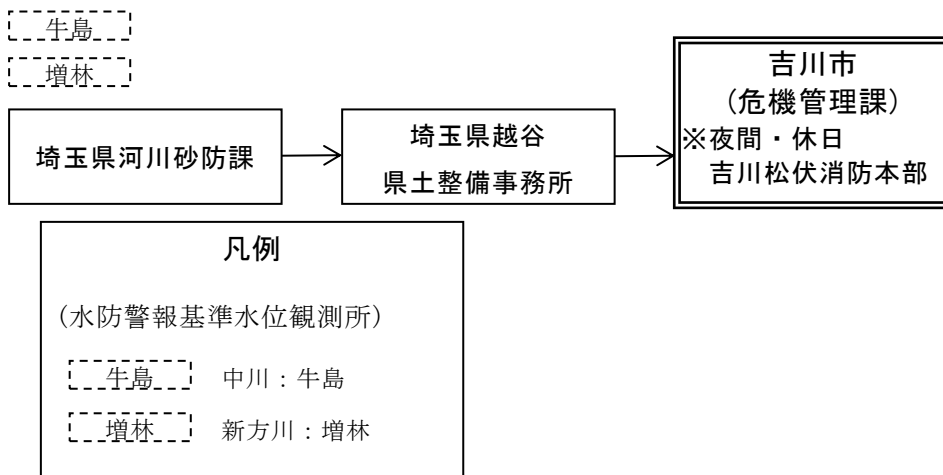 牛島
増林
埼玉県河川砂防課
埼玉県越谷
県土整備事務所
吉川市
(危機管理課)
※夜間・休日
吉川松伏消防本部
凡例
(水防警報基準水位観測所)
牛島 中川：牛島
増林 新方川：増林